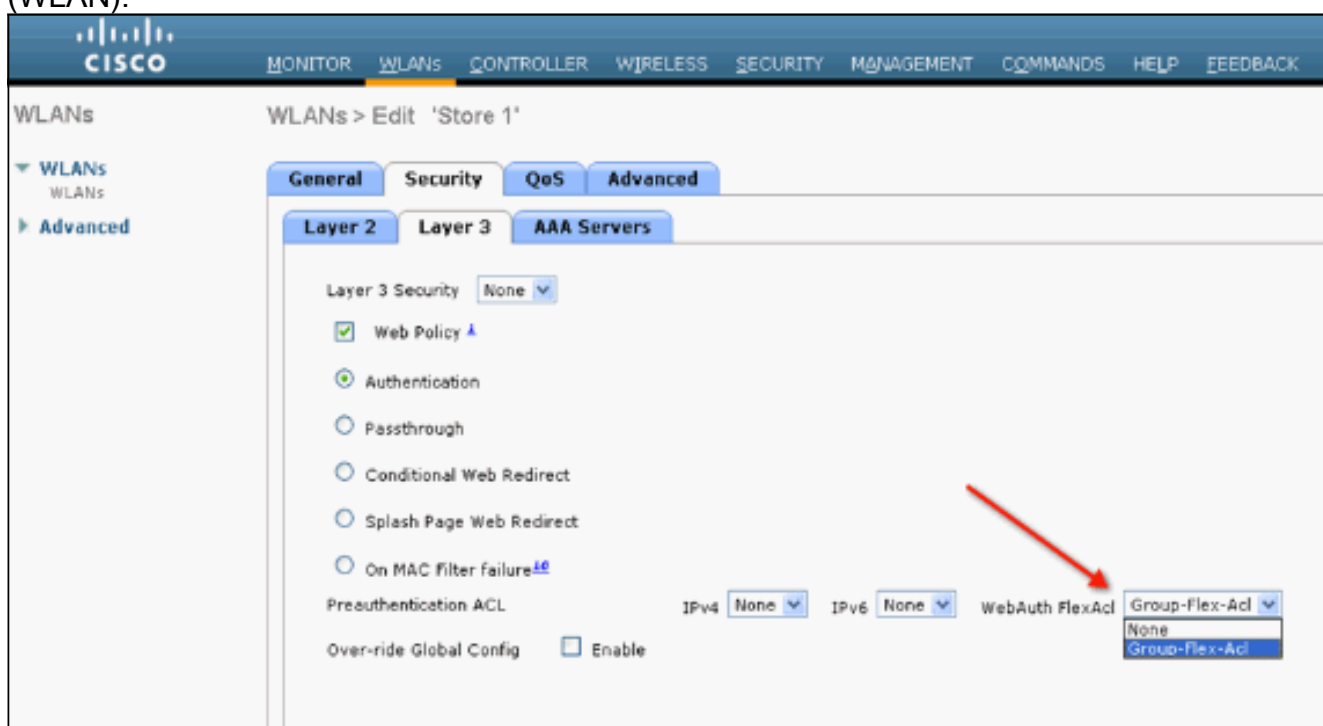 (WLAN).
CISCO
MONITOR WLANs CONTROLLER WIRELESS SECURITY MANAGEMENT COMMANDS HELP FEEDBACK
WLANs
WLANs > Edit 'Store 1'
WLANs
WLANs
Advanced
General Security QoS Advanced
Layer 2 Layer 3 AAA Servers
Layer 3 Security None
Web Policy 1
Authentication
Passthrough
Conditional Web Redirect
Splash Page Web Redirect
On MAC Filter failure10
Preauthentication ACL IPv4 None IPv6 None WebAuth FlexAcl Group-Flex-Acl
None
Group-Flex-Acl
Over-ride Global Config Enable